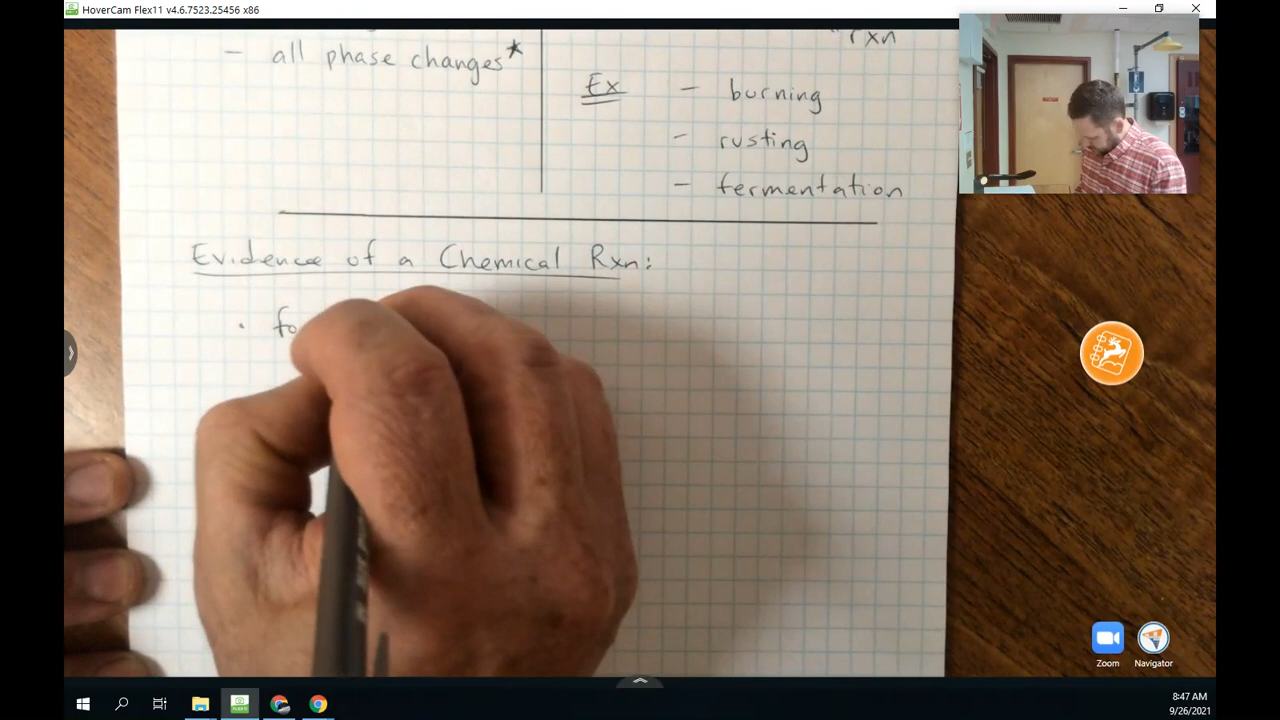 HoverCam Flex11 v4.6.7523.25456 x86
rxn
- all phase changes*
Ex - burning
- rusting
- fermentation
Evidence of a Chemical Rxn:
· fo
Zoom
Navigator
8:47 AM
9/26/2021